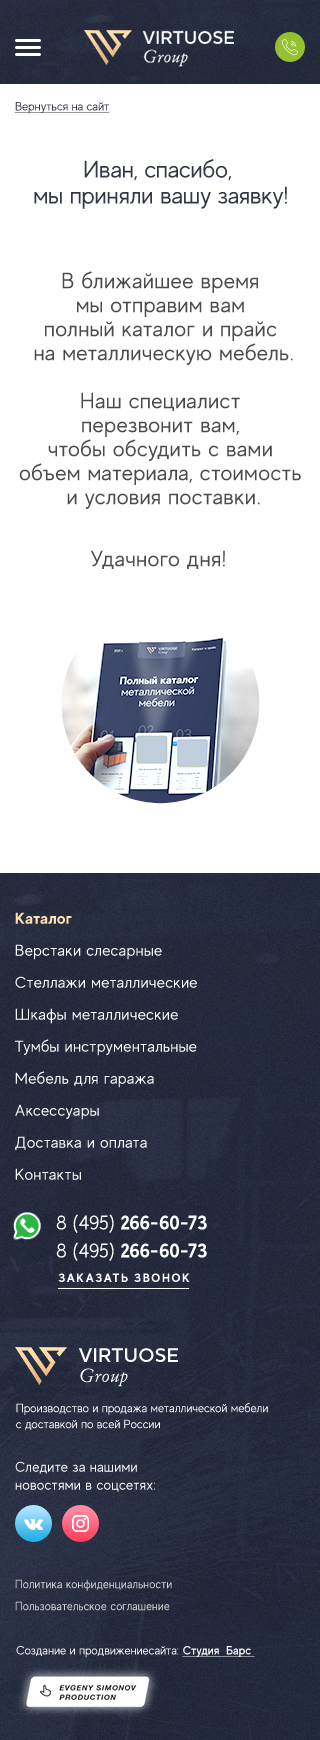 VIRTUOSE
Group
Вернуться на сайт
Иван, спасибо,
мы приняли вашу заявку!
В ближайшее время
мы отправим вам
полный каталог и прайс
на металлическую мебель.
Наш специалист
перезвонит вам,
чтобы обсудить с вами
объем материала, стоимость
и условия поставки.
Удачного дня!
VIRTUOSE
Group
Полный каталог
металлической
мебели
01 02 03
Каталог
Верстаки слесарные
Стеллажи металлические
Шкафы металлические
Тумбы инструментальные
Мебель для гаража
Аксессуары
Доставка и оплата
Контакты
8 (495) 266-60-73
8 (495) 266-60-73
ЗАКАЗАТЬ ЗВОНОК
VIRTUOSE
Group
Производство и продажа металлической мебели
с доставкой по всей России
Следите за нашими
новостями в соцсетях:
Политика конфиденциальности
Пользовательское соглашение
Создание и продвижениесайта: Студия Барс
EVGENY SIMONOV
PRODUCTION